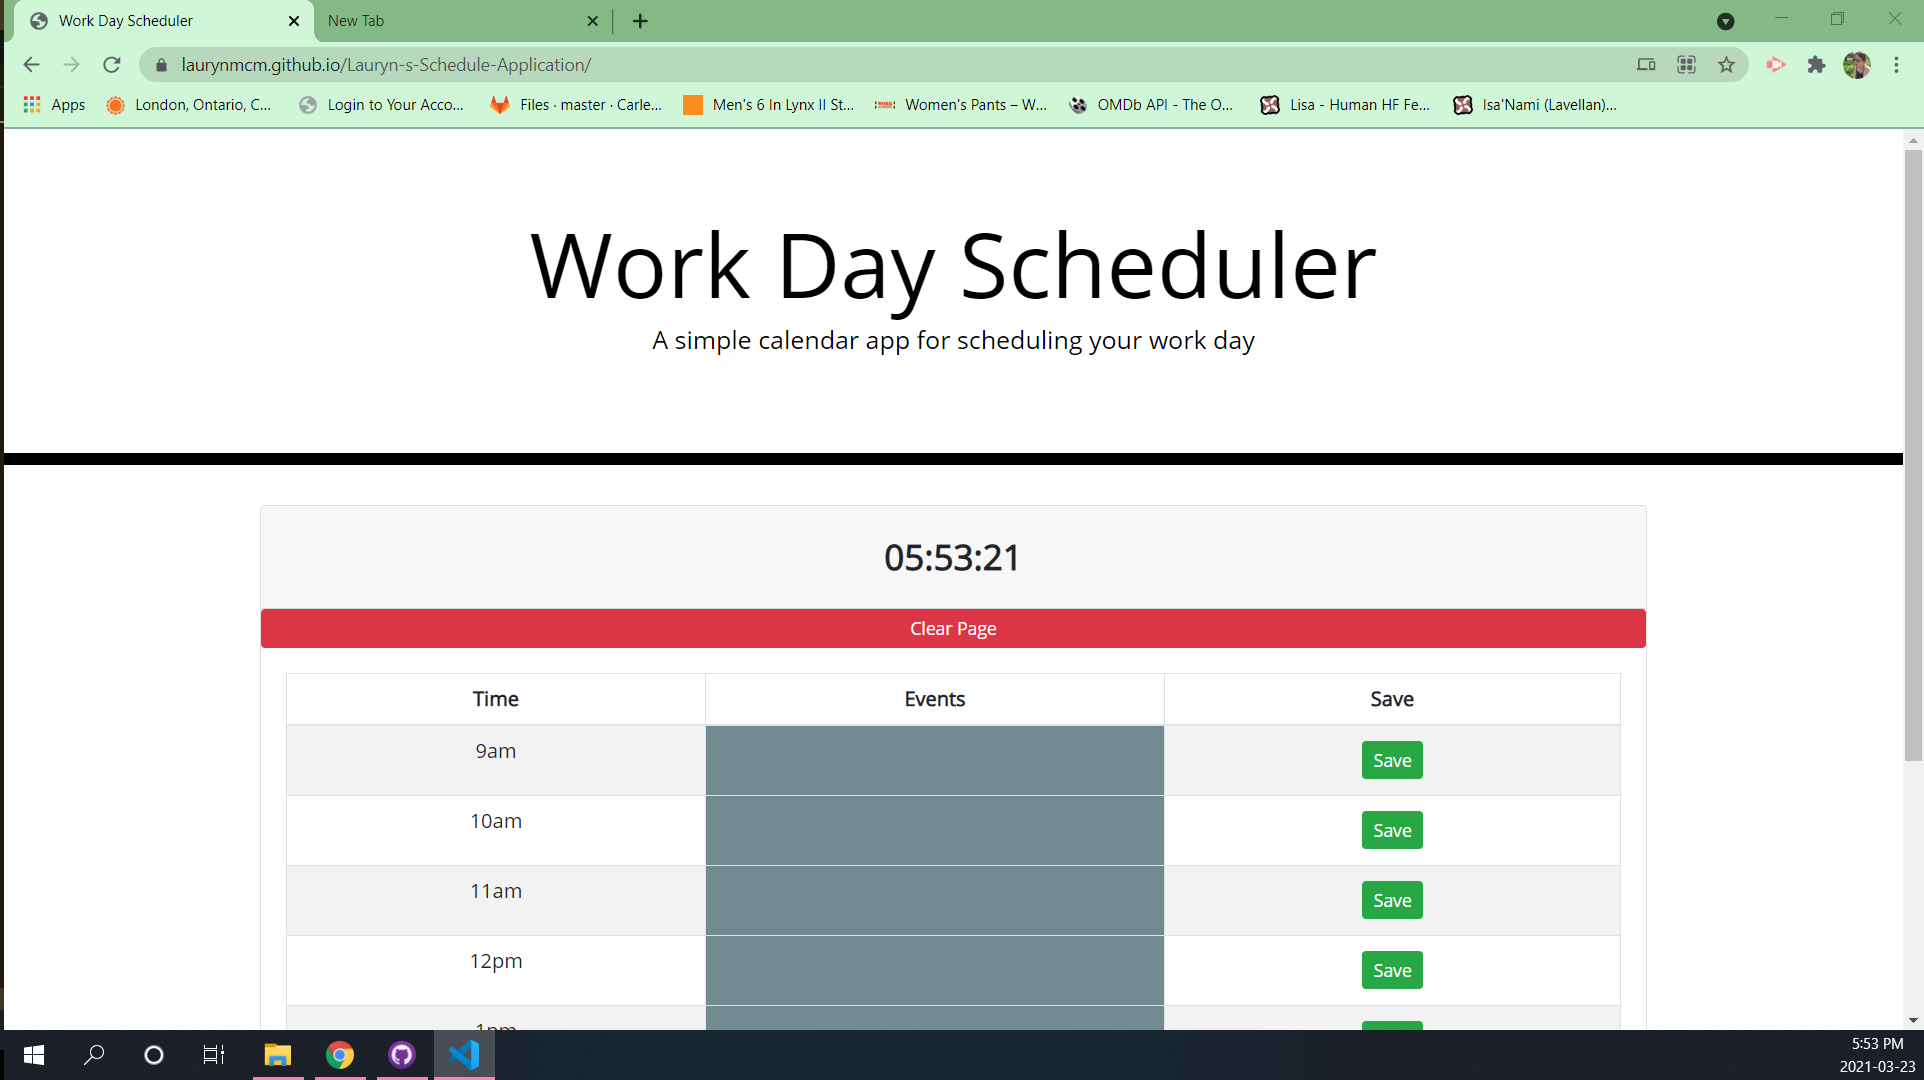 Work Day Scheduler
New Tab
laurynmcm.github.io/Lauryn-s-Schedule-Application/
Apps
London, Ontario, C...
Login to Your Acco...
Files · master · Carle...
Men's 6 In Lynx II St...
Women's Pants – W...
OMDb API - The O...
Lisa - Human HF Fe...
Isa'Nami (Lavellan)...
Work Day Scheduler
A simple calendar app for scheduling your work day
05:53:21
Clear Page
Time Events Save
9am Save
10am Save
11am Save
12pm Save
1pm
5:53 PM
2021-03-23